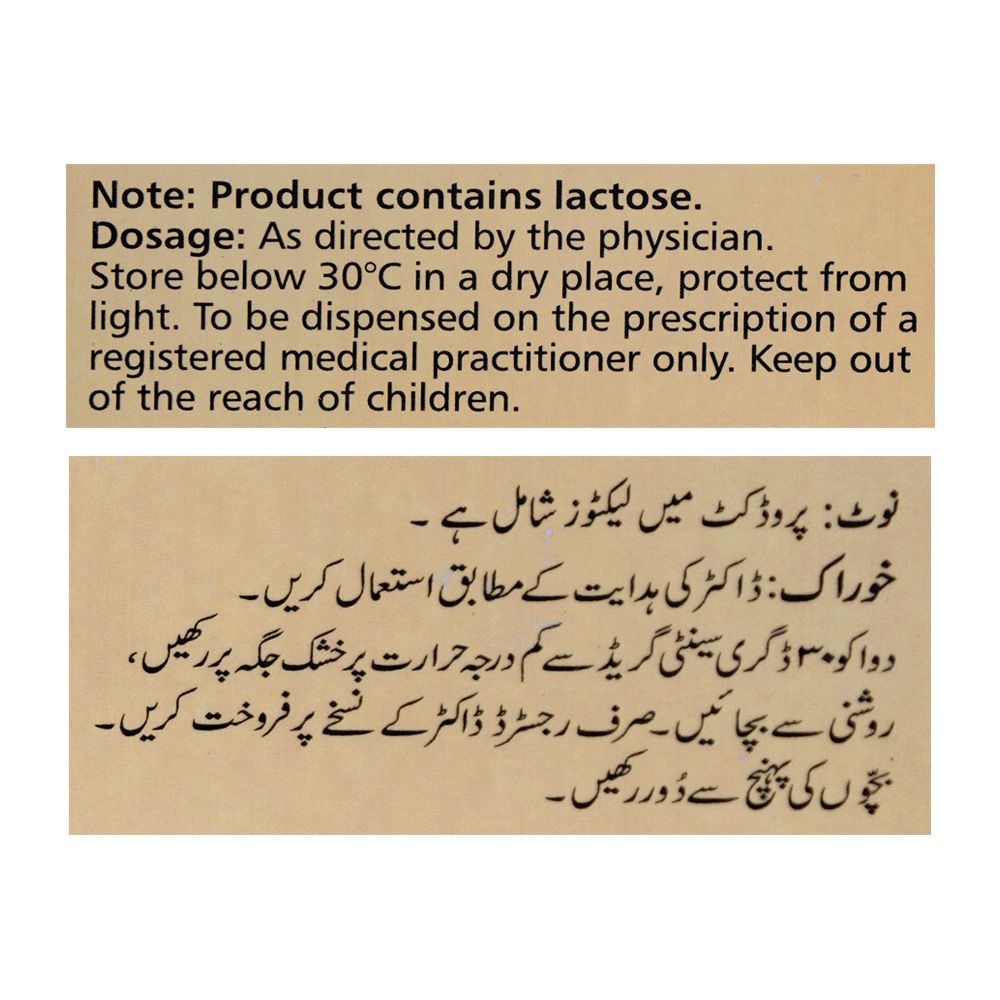 Note: Product contains lactose.
Dosage: As directed by the physician.
Store below 30°C in a dry place, protect from
light. To be dispensed on the prescription of a
registered medical practitioner only. Keep out
of the reach of children.
نوٹ: پروڈکٹ میں لیکٹوز شامل ہے ۔
خوراک: ڈاکٹر کی ہدایت کے مطابق استعمال کریں۔
دوا کو ۳۰ ڈگری سینٹی گریڈ سے کم درجہ حرارت پر خشک جگہ پر رکھیں،
روشنی سے بچائیں۔ صرف رجسٹرڈ ڈاکٹر کے نسخے پر فروخت کریں۔
بچّوں کی پہنچ سے دُور رکھیں۔